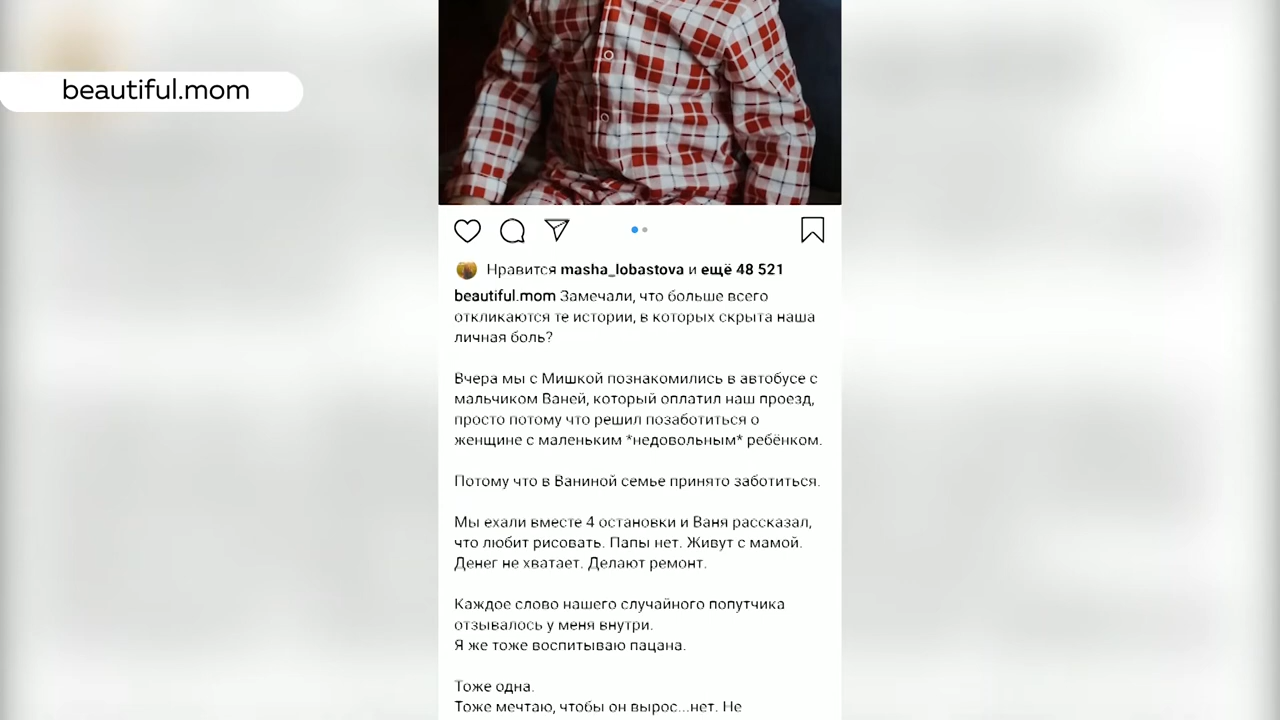 beautiful.mom
Нравится masha_lobastova и ещё 48 521
beautiful.mom Замечали, что больше всего
откликаются те истории, в которых скрыта наша
личная боль?
Вчера мы с Мишкой познакомились в автобусе с
мальчиком Ваней, который оплатил наш проезд,
просто потому что решил позаботиться о
женщине с маленьким *недовольным* ребёнком.
Потому что в Ваниной семье принято заботиться.
Мы ехали вместе 4 остановки и Ваня рассказал,
что любит рисовать. Папы нет. Живут с мамой.
Денег не хватает. Делают ремонт.
Каждое слово нашего случайного попутчика
отзывалось у меня внутри.
Я же тоже воспитываю пацана.
Тоже одна.
Тоже мечтаю, чтобы он вырос...нет. Не